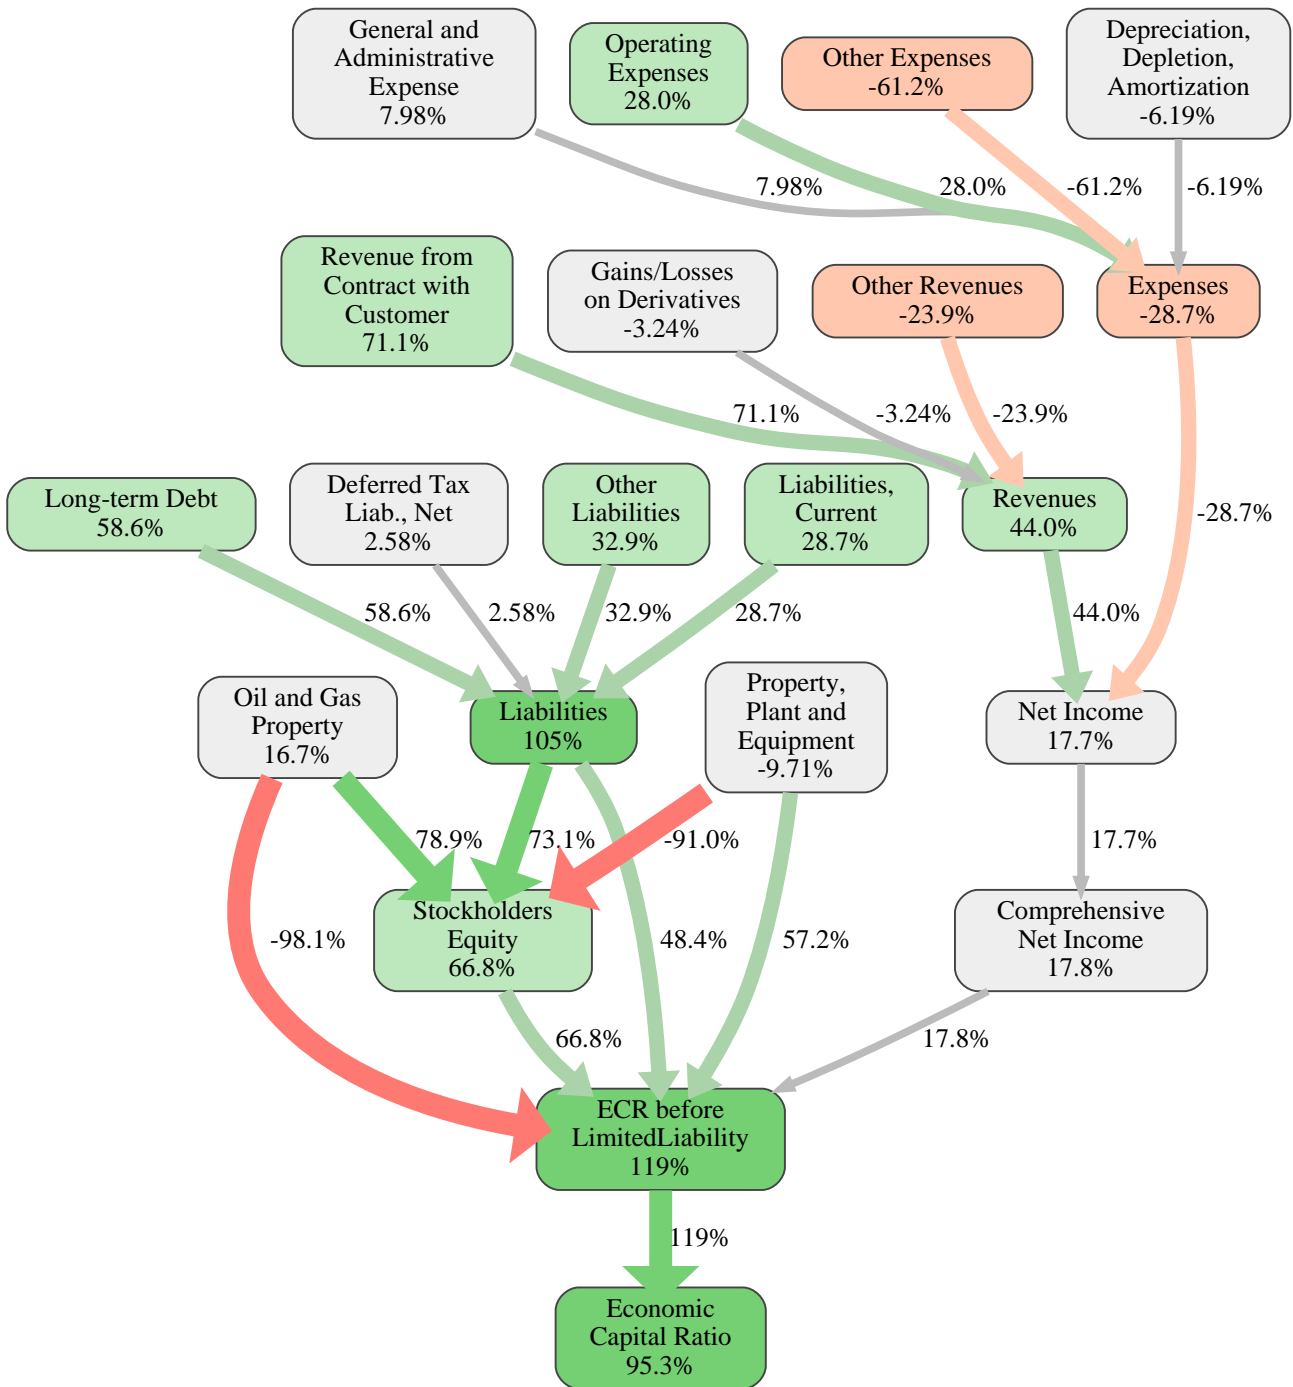 General and
Administrative
Expense
7.98%
Operating
Expenses
28.0%
Other Expenses
-61.2%
Depreciation,
Depletion,
Amortization
-6.19%
7.98%
28.0%
-61.2%
-6.19%
Revenue from
Contract with
Customer
71.1%
Gains/Losses
on Derivatives
-3.24%
Other Revenues
-23.9%
Expenses
-28.7%
71.1%
-3.24%
-23.9%
-28.7%
Long-term Debt
58.6%
Deferred Tax
Liab., Net
2.58%
Other
Liabilities
32.9%
Liabilities,
Current
28.7%
Revenues
44.0%
58.6%
2.58%
32.9%
28.7%
44.0%
Oil and Gas
Property
16.7%
Liabilities
105%
Property,
Plant and
Equipment
-9.71%
Net Income
17.7%
78.9%
73.1%
-91.0%
17.7%
-98.1%
Stockholders
Equity
66.8%
48.4%
57.2%
Comprehensive
Net Income
17.8%
66.8%
17.8%
ECR before
LimitedLiability
119%
119%
Economic
Capital Ratio
95.3%